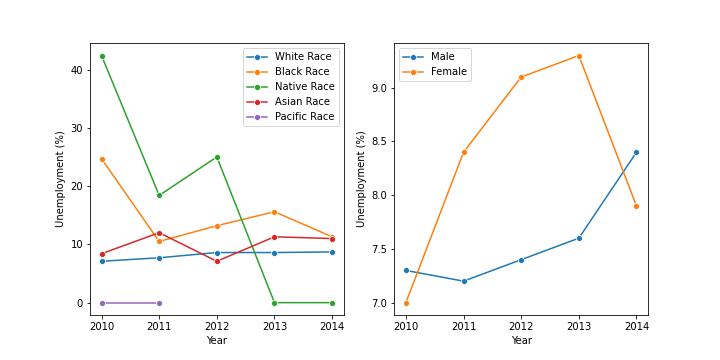 White Race
Black Race
Native Race
Asian Race
Pacific Race
Unemployment (%)
40
30
20
10
0
2010 2011 2012 2013 2014
Year
Male
Female
Unemployment (%)
9.0
8.5
8.0
7.5
7.0
2010 2011 2012 2013 2014
Year